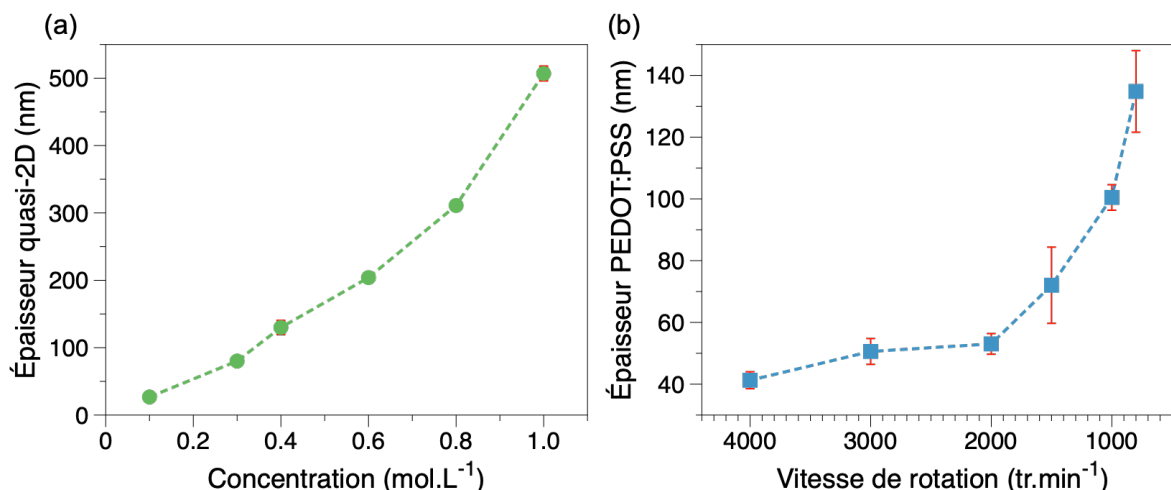 (a)
Épaisseur quasi-2D (nm)
500
400
300
200
100
0
0 0.2 0.4 0.6 0.8 1.0
Concentration (mol.L⁻¹)
(b)
Épaisseur PEDOT:PSS (nm)
140
120
100
80
60
40
4000 3000 2000 1000
Vitesse de rotation (tr.min⁻¹)